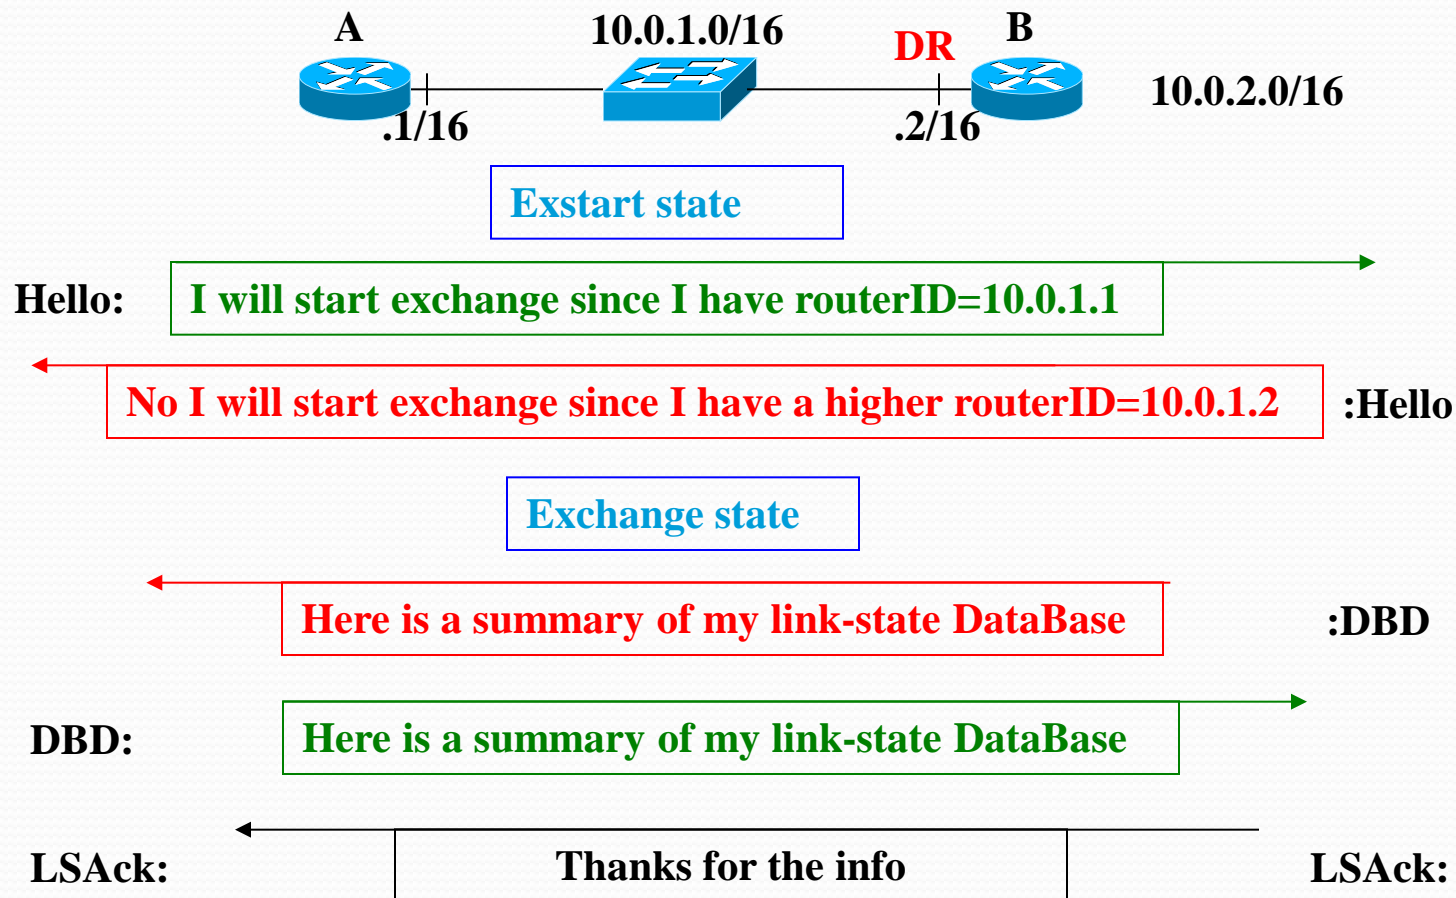 A
10.0.1.0/16
DR
B
10.0.2.0/16
.1/16
.2/16
Exstart state
Hello:
I will start exchange since I have routerID=10.0.1.1
No I will start exchange since I have a higher routerID=10.0.1.2
:Hello
Exchange state
Here is a summary of my link-state DataBase
:DBD
DBD:
Here is a summary of my link-state DataBase
LSAck:
Thanks for the info
LSAck: